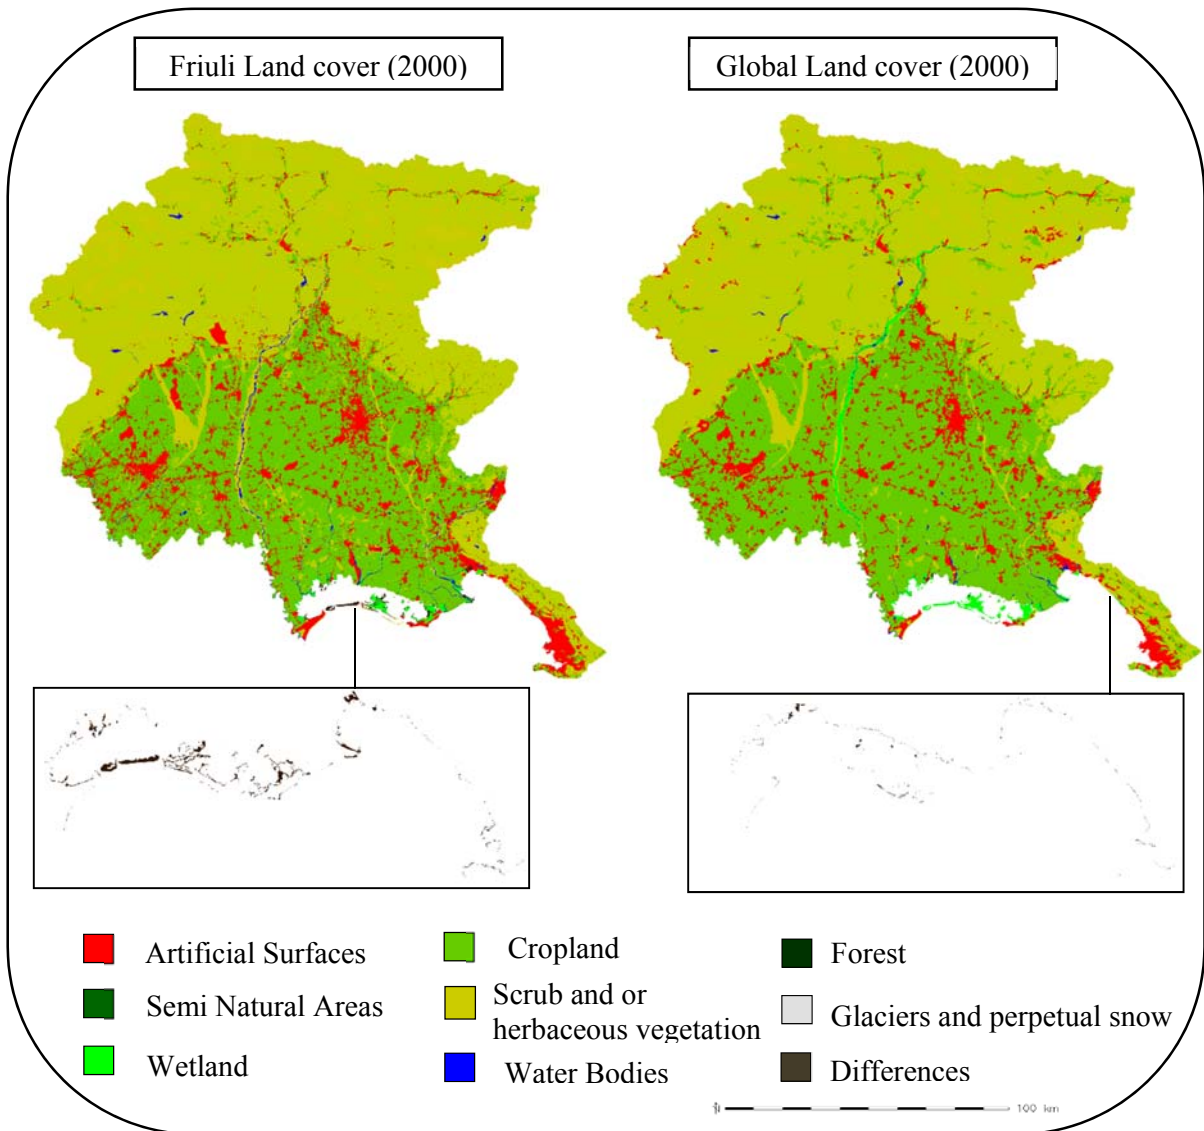 Friuli Land cover (2000)
Global Land cover (2000)
Artificial Surfaces
Cropland
Forest
Semi Natural Areas
Scrub and or
herbaceous vegetation
Glaciers and perpetual snow
Wetland
Water Bodies
Differences
100 km